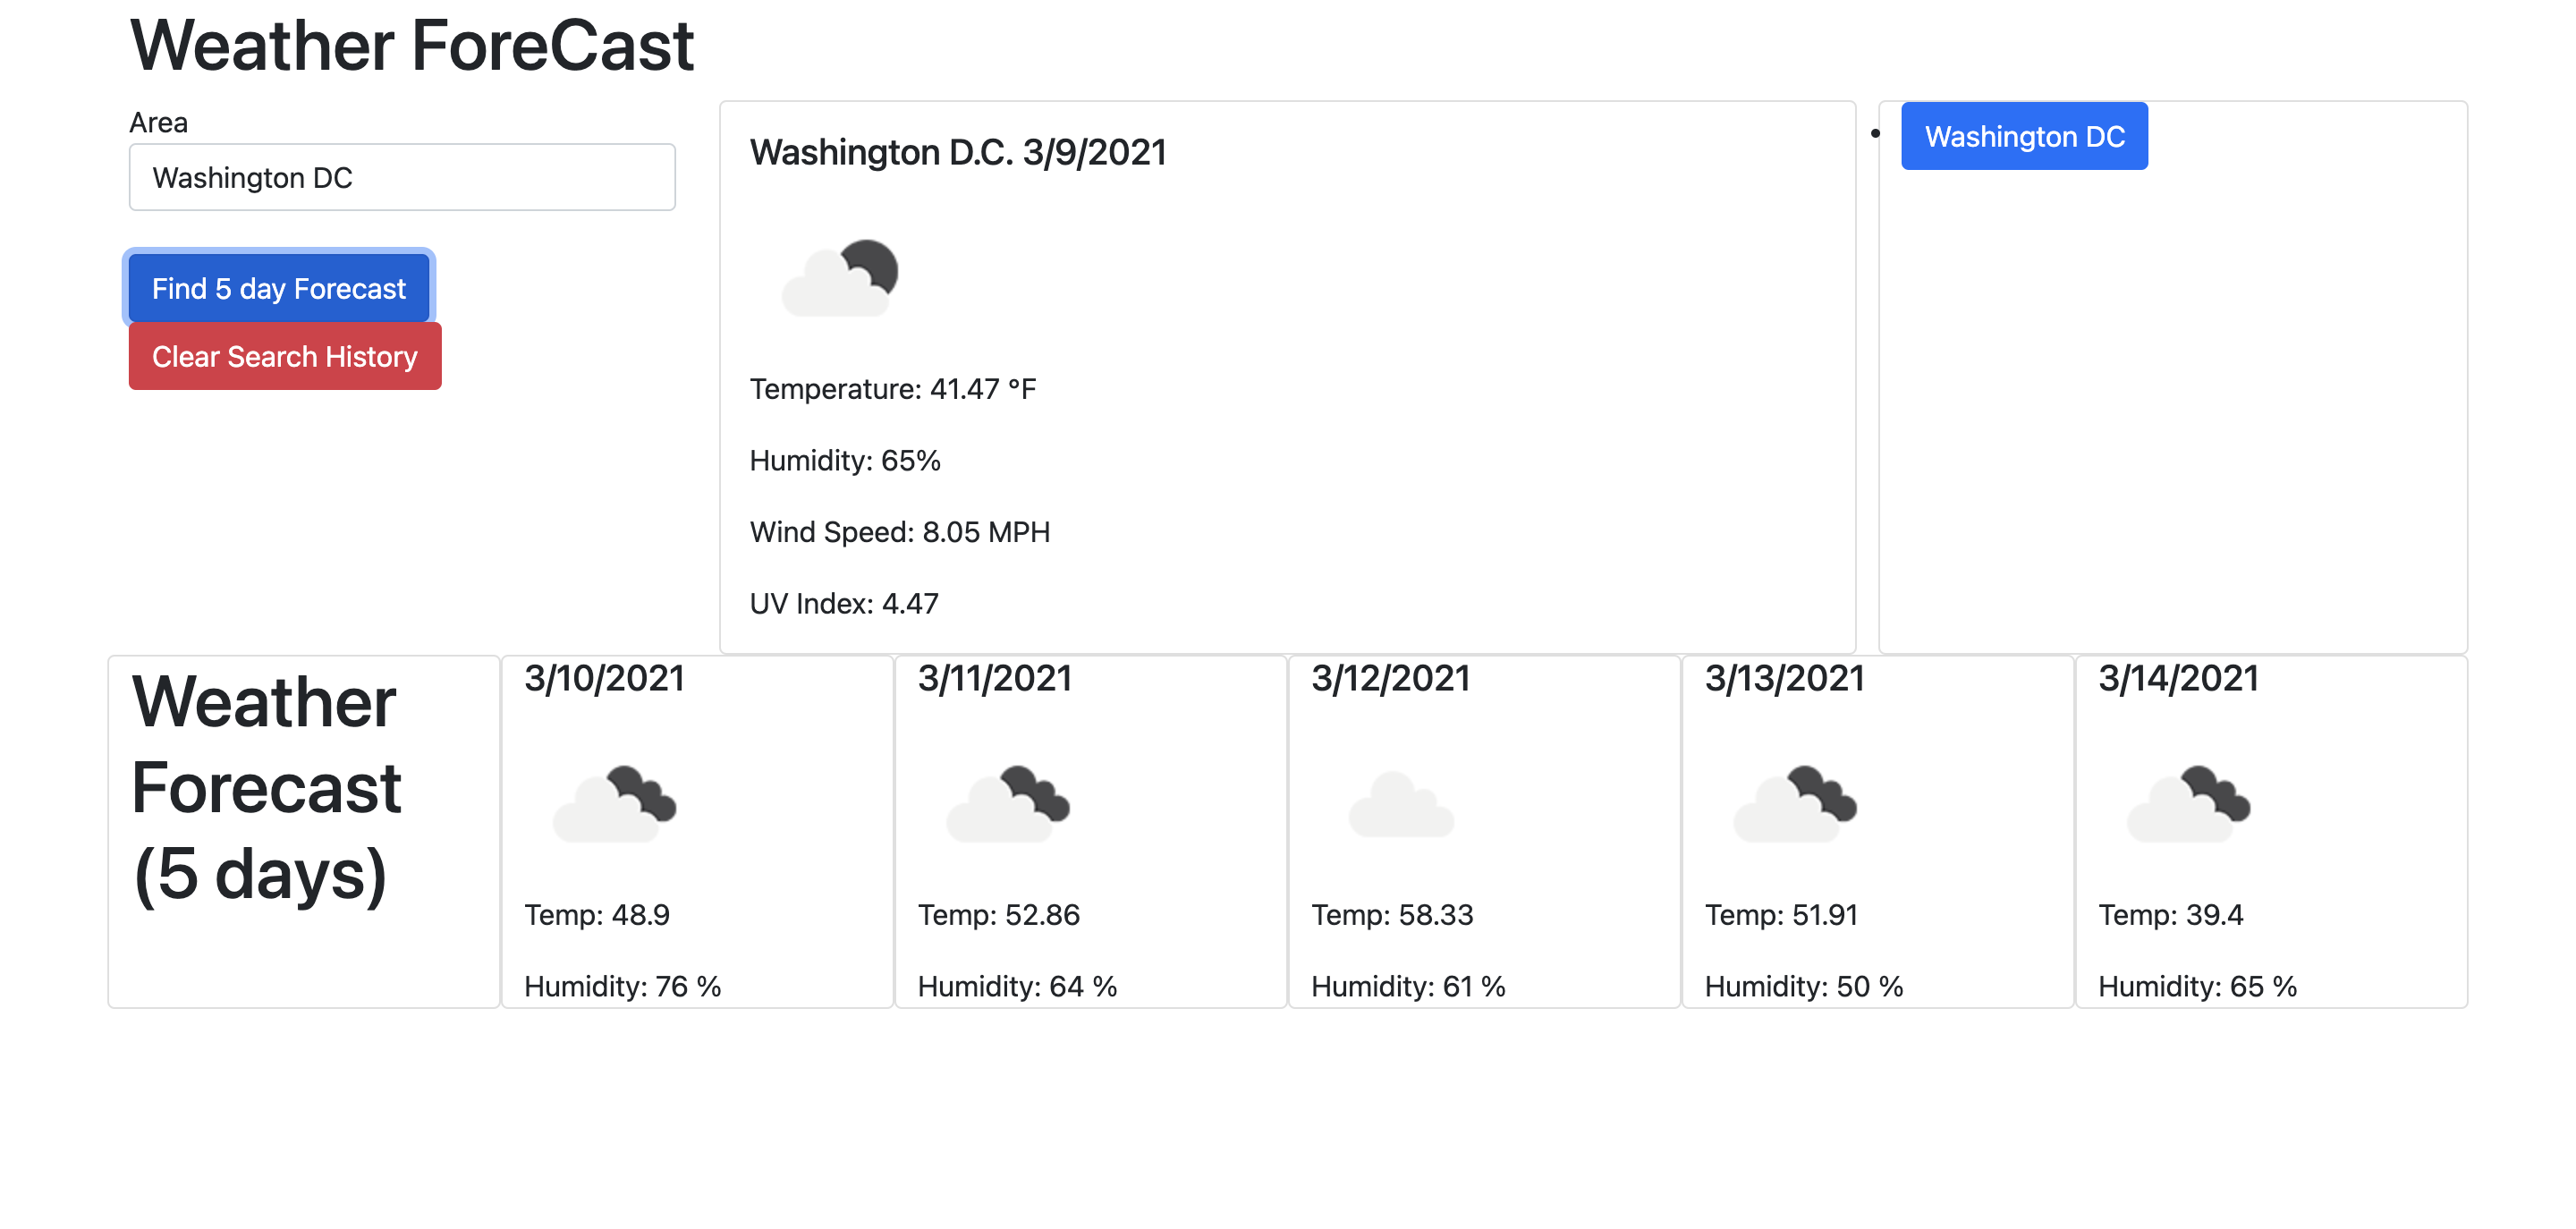 Weather ForeCast
Area
Washington DC
Find 5 day Forecast
Clear Search History
Washington D.C. 3/9/2021
Temperature: 41.47 °F
Humidity: 65%
Wind Speed: 8.05 MPH
UV Index: 4.47
Washington DC
Weather
Forecast
(5 days)
3/10/2021
Temp: 48.9
Humidity: 76 %
3/11/2021
Temp: 52.86
Humidity: 64 %
3/12/2021
Temp: 58.33
Humidity: 61 %
3/13/2021
Temp: 51.91
Humidity: 50 %
3/14/2021
Temp: 39.4
Humidity: 65 %